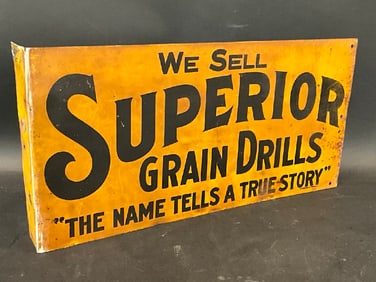 WE SELL
SUPERIOR
GRAIN DRILLS
"THE NAME TELLS A TRUE STORY"